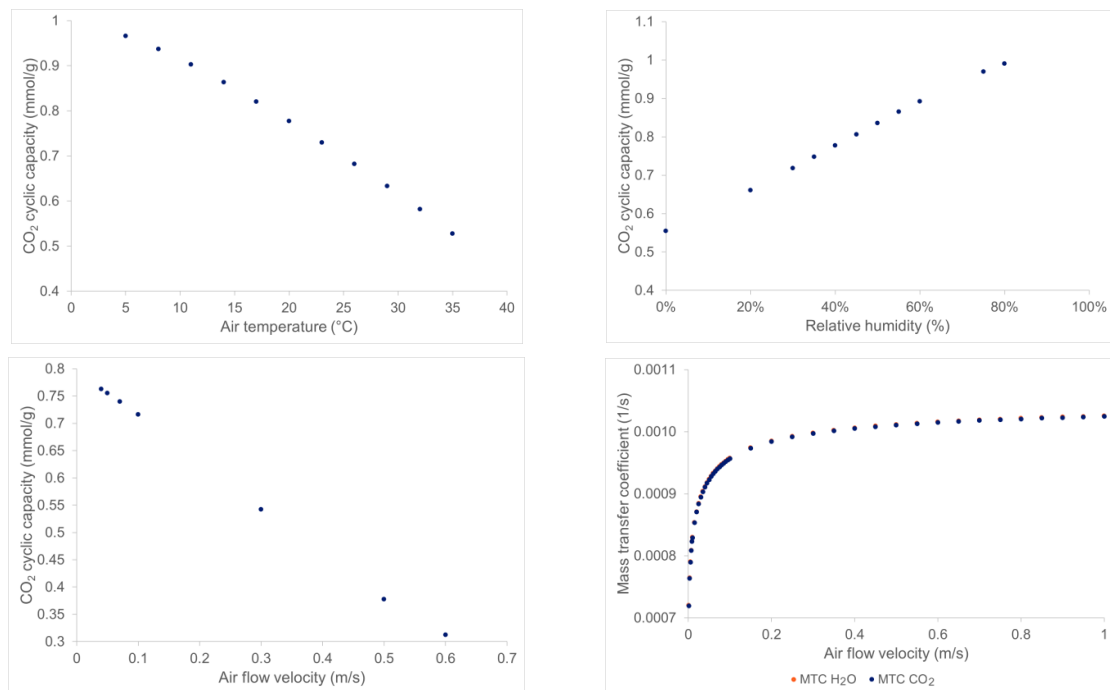 CO₂ cyclic capacity (mmol/g)
1
0.9
0.8
0.7
0.6
0.5
0.4
0 5 10 15 20 25 30 35 40
Air temperature (°C)
CO₂ cyclic capacity (mmol/g)
1.1
1
0.9
0.8
0.7
0.6
0.5
0.4
0% 20% 40% 60% 80% 100%
Relative humidity (%)
CO₂ cyclic capacity (mmol/g)
0.8
0.75
0.7
0.65
0.6
0.55
0.5
0.45
0.4
0.35
0.3
0 0.1 0.2 0.3 0.4 0.5 0.6 0.7
Air flow velocity (m/s)
Mass transfer coefficient (1/s)
0.0011
0.0010
0.0009
0.0008
0.0007
0 0.2 0.4 0.6 0.8 1
Air flow velocity (m/s)
MTC H₂O MTC CO₂